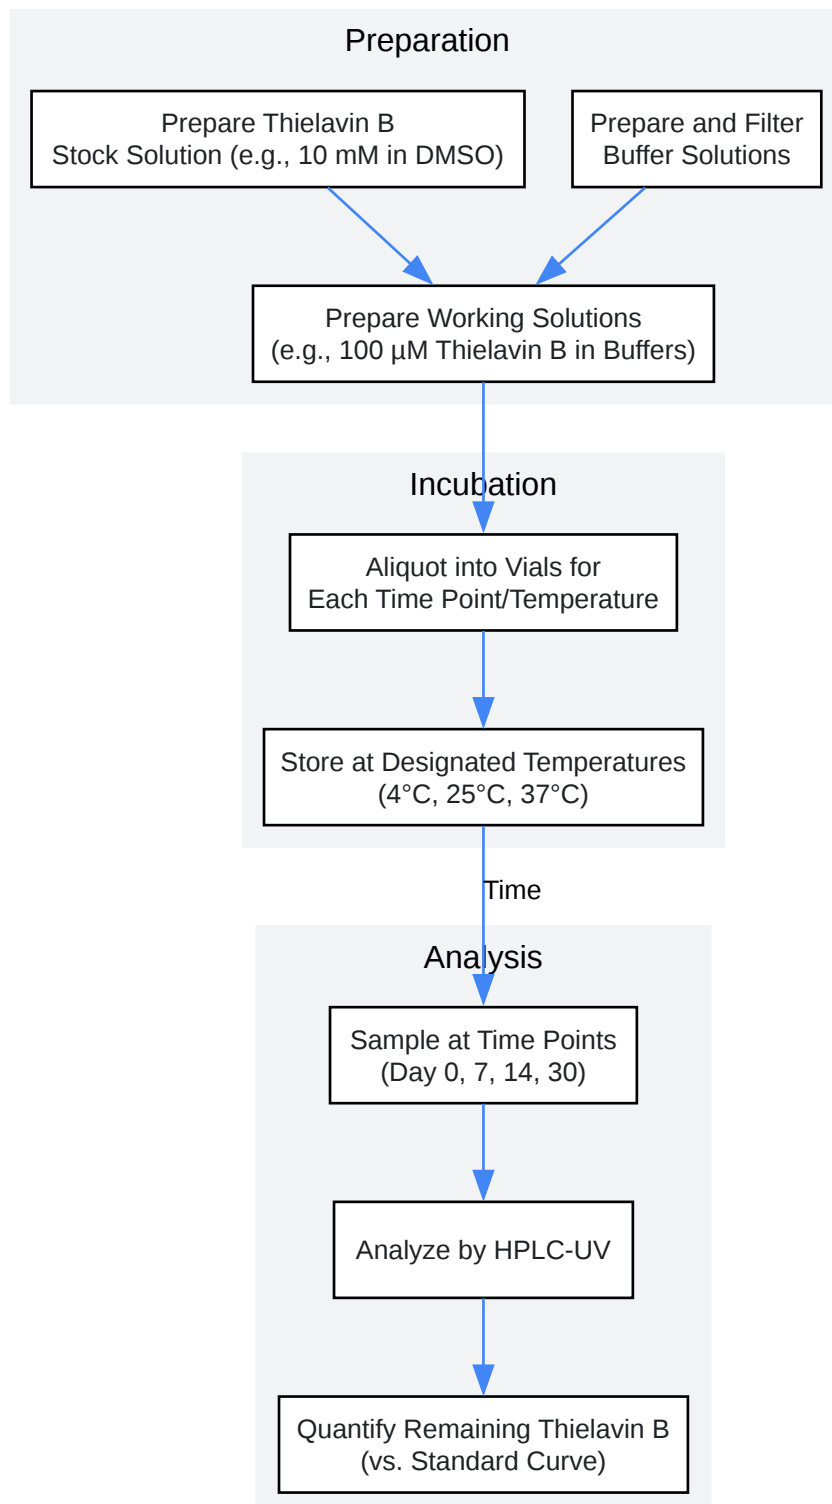 Preparation
Prepare Thielavin B
Stock Solution (e.g., 10 mM in DMSO)
Prepare and Filter
Buffer Solutions
Prepare Working Solutions
(e.g., 100 µM Thielavin B in Buffers)
Incubation
Aliquot into Vials for
Each Time Point/Temperature
Store at Designated Temperatures
(4°C, 25°C, 37°C)
Time
Analysis
Sample at Time Points
(Day 0, 7, 14, 30)
Analyze by HPLC-UV
Quantify Remaining Thielavin B
(vs. Standard Curve)